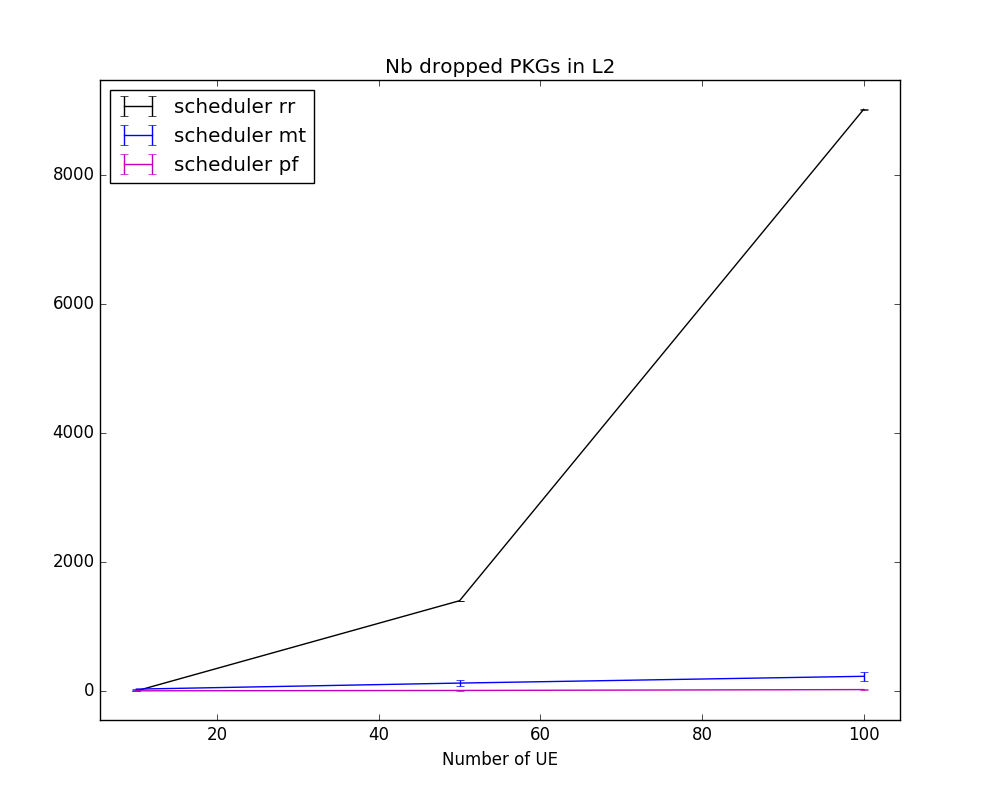 Nb dropped PKGs in L2
scheduler rr
scheduler mt
scheduler pf
8000
6000
4000
2000
0
20 40 60 80 100
Number of UE